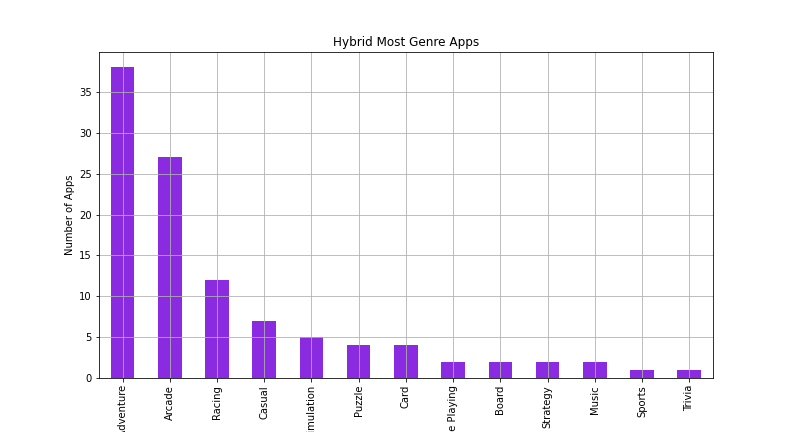 Hybrid Most Genre Apps
Number of Apps
35
30
25
20
15
10
5
0
dventure
Arcade
Racing
Casual
mulation
Puzzle
Card
e Playing
Board
Strategy
Music
Sports
Trivia